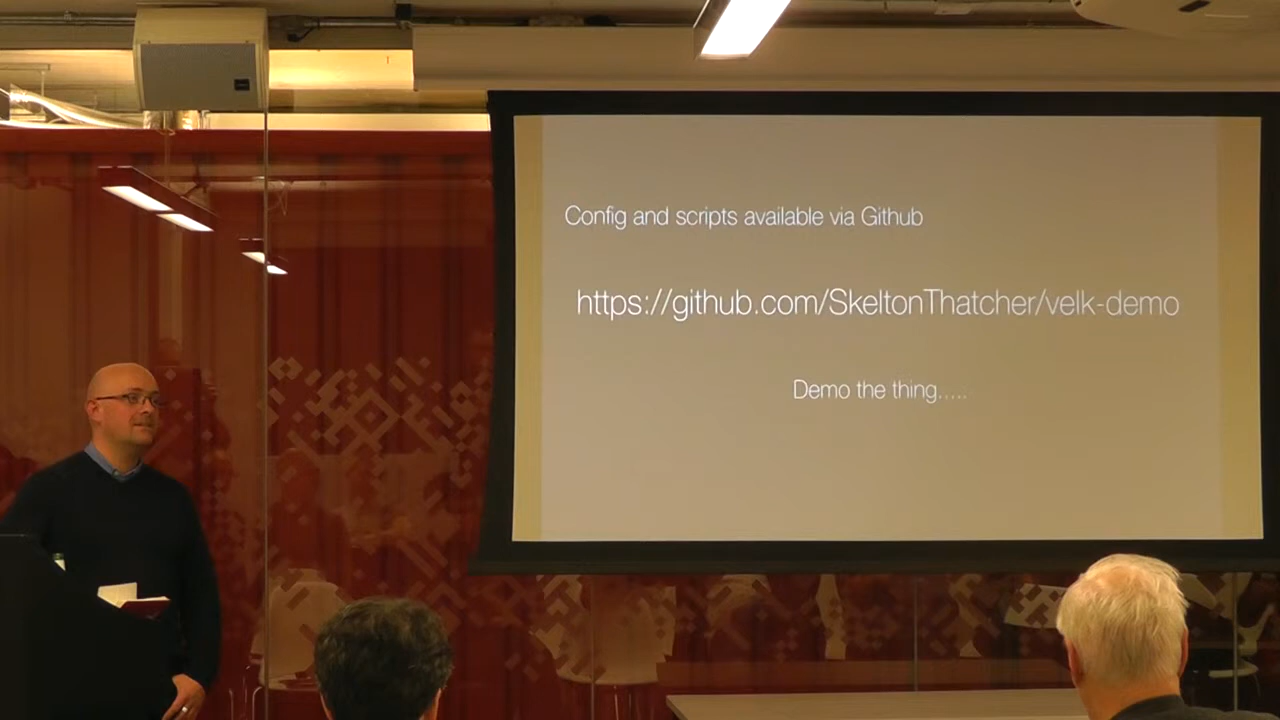 Config and scripts available via Github
https://github.com/SkeltonThatcher/velk-demo
Demo the thing.....